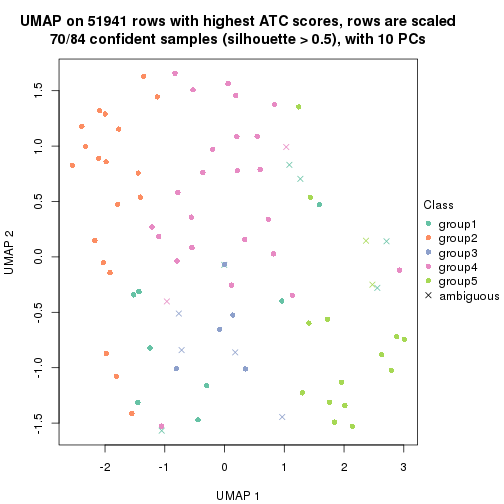 UMAP on 51941 rows with highest ATC scores, rows are scaled
70/84 confident samples (silhouette > 0.5), with 10 PCs
UMAP 2
1.5
1.0
0.5
0.0
-0.5
-1.0
-1.5
-2
-1
0
1
2
3
UMAP 1
Class
group1
group2
group3
group4
group5
ambiguous